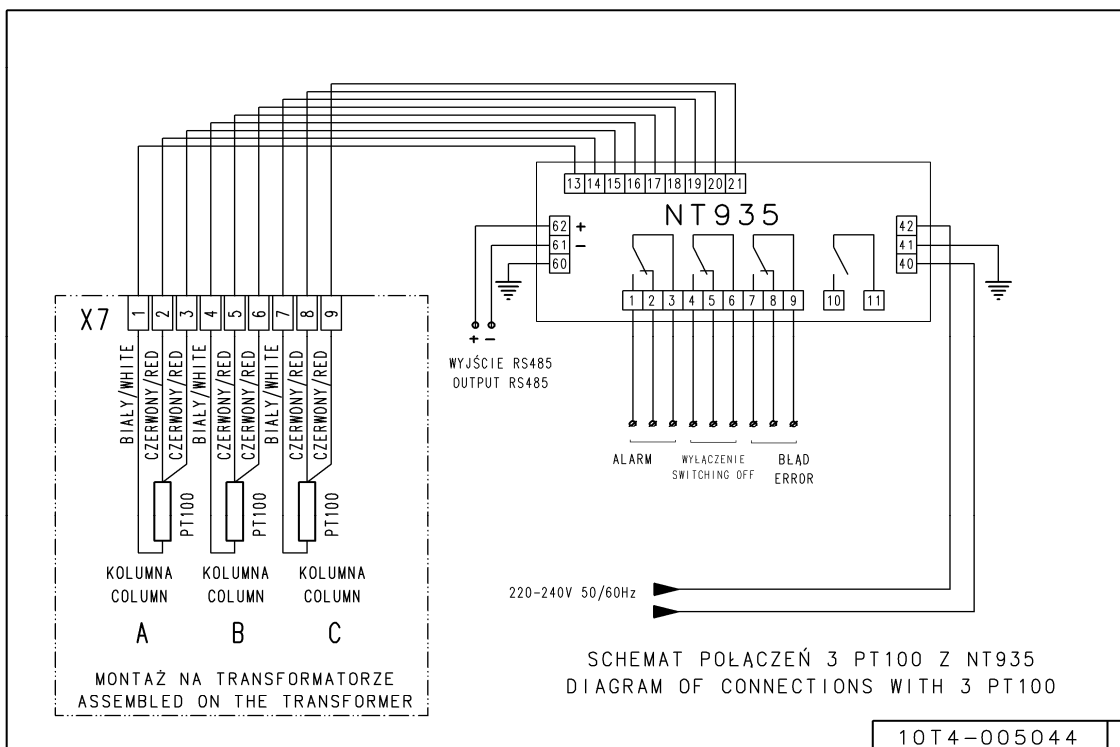 13 14 15 16 17 18 19 20 21
NT935
62 +
61 −
60
42
41
40
1 2 3 4 5 6 7 8 9
10 11
+ −
WYJŚCIE RS485
OUTPUT RS485
ALARM
WYŁĄCZENIE
SWITCHING OFF
BŁĄD
ERROR
X7
1 2 3 4 5 6 7 8 9
BIAŁY/WHITE
CZERWONY/RED
CZERWONY/RED
BIAŁY/WHITE
CZERWONY/RED
CZERWONY/RED
BIAŁY/WHITE
CZERWONY/RED
CZERWONY/RED
PT100
PT100
PT100
KOLUMNA
COLUMN
A
KOLUMNA
COLUMN
B
KOLUMNA
COLUMN
C
MONTAŻ NA TRANSFORMATORZE
ASSEMBLED ON THE TRANSFORMER
220-240V 50/60Hz
SCHEMAT POŁĄCZEŃ 3 PT100 Z NT935
DIAGRAM OF CONNECTIONS WITH 3 PT100
10T4-005044